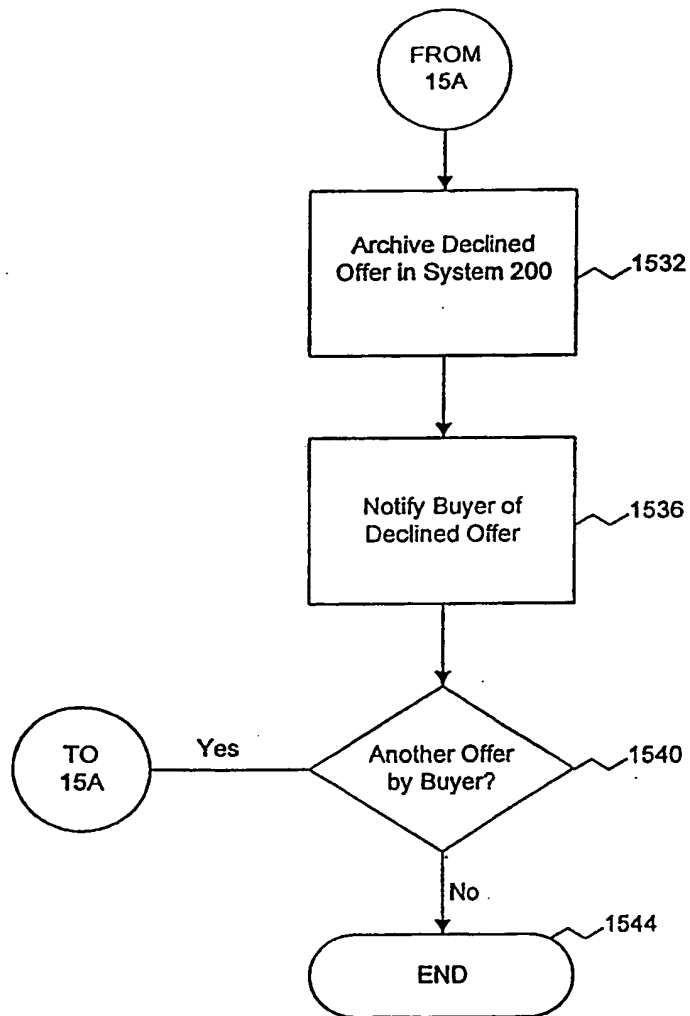 FROM
15A
Archive Declined
Offer in System 200
1532
Notify Buyer of
Declined Offer
1536
TO
15A
Yes
Another Offer
by Buyer?
1540
No
1544
END